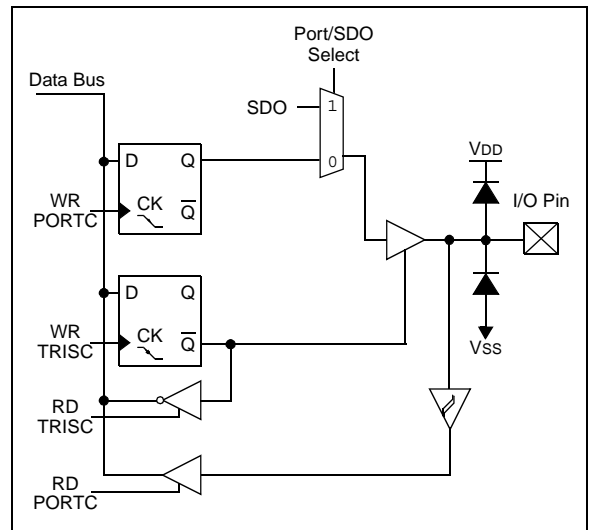 Port/SDO
Select
Data Bus
SDO
1
0
VDD
I/O Pin
D Q
WR
PORTC
CK
Q
D Q
WR
TRISC
CK
Q
VSS
RD
TRISC
RD
PORTC